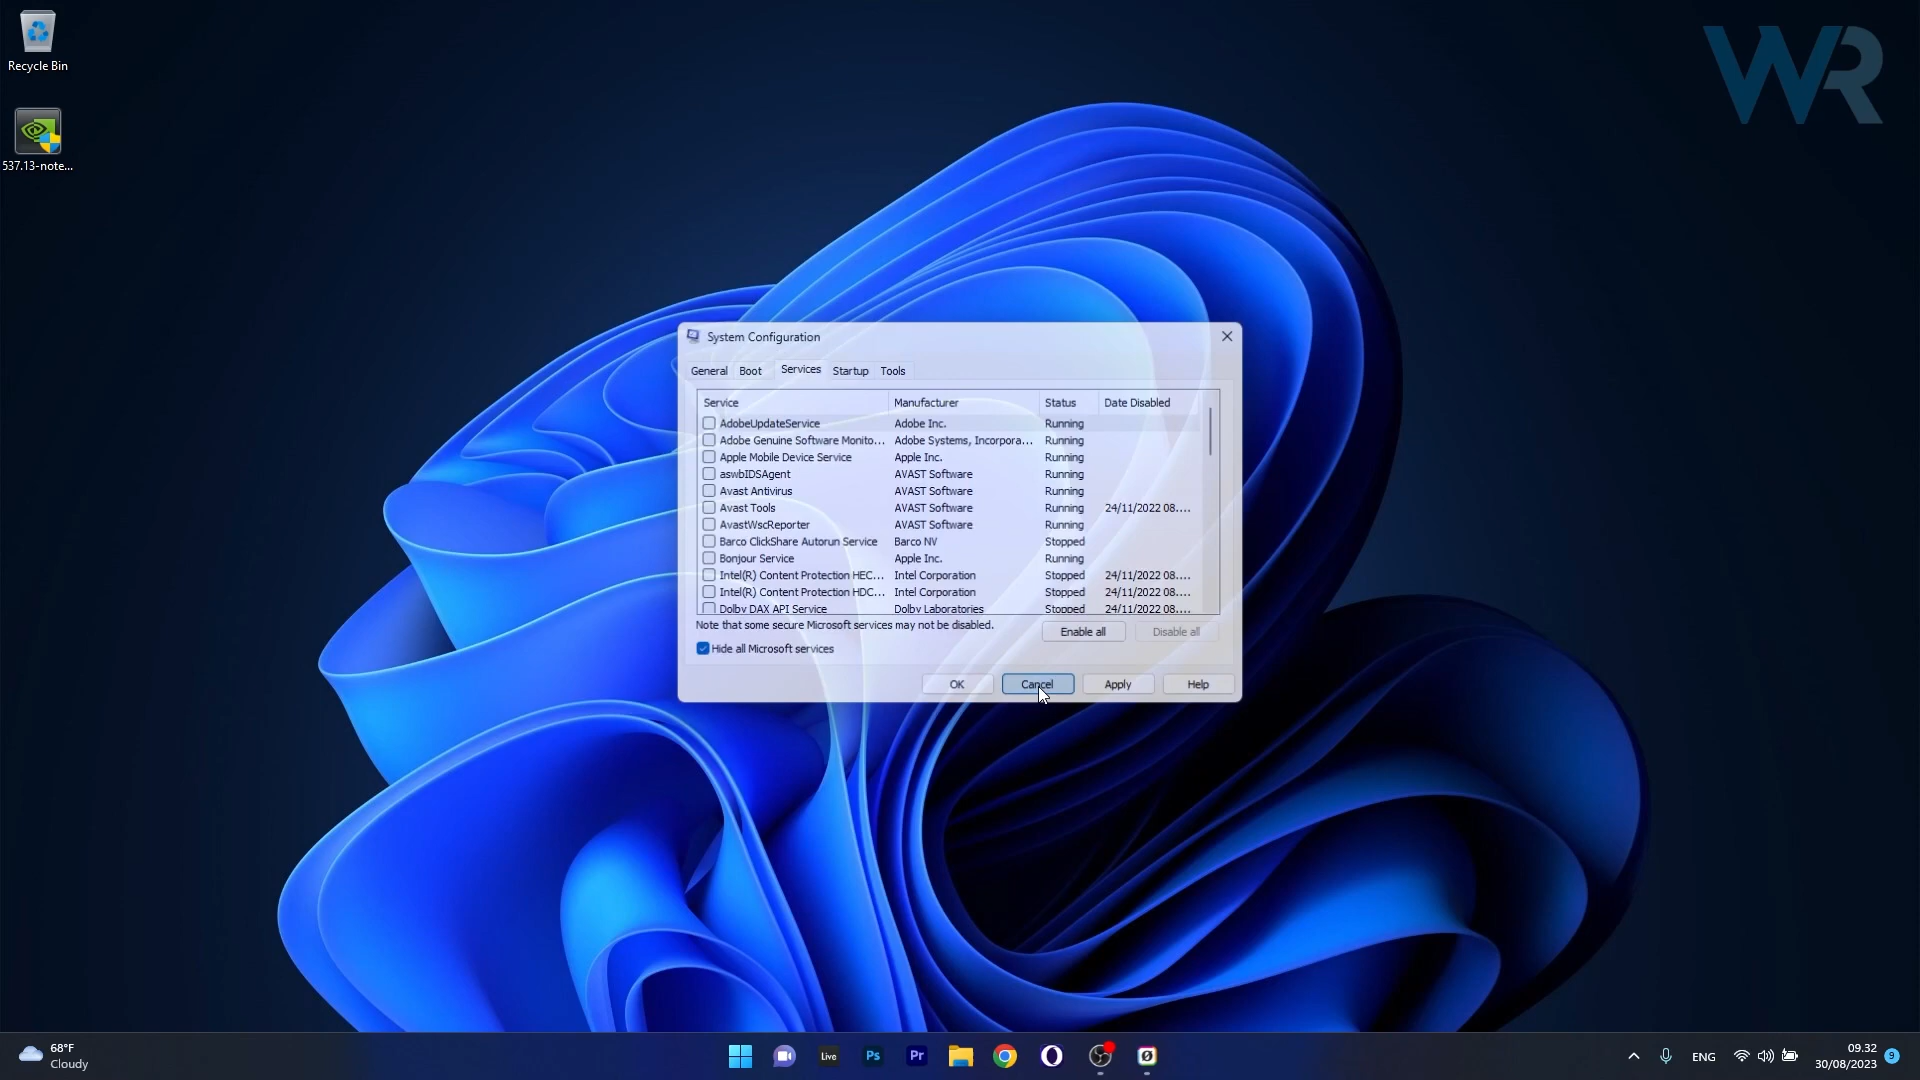 Recycle Bin
537.13-note...
WR
System Configuration
General Boot Services Startup Tools
Service Manufacturer Status Date Disabled
AdobeUpdateService Adobe Inc. Running
Adobe Genuine Software Monito... Adobe Systems, Incorpora... Running
Apple Mobile Device Service Apple Inc. Running
aswbIDSAgent AVAST Software Running
Avast Antivirus AVAST Software Running
Avast Tools AVAST Software Running 24/11/2022 08....
AvastWscReporter AVAST Software Running
Barco ClickShare Autorun Service Barco NV Stopped
Bonjour Service Apple Inc. Running
Intel(R) Content Protection HEC... Intel Corporation Stopped 24/11/2022 08....
Intel(R) Content Protection HDC... Intel Corporation Stopped 24/11/2022 08....
Dolby DAX API Service Dolby Laboratories Stopped 24/11/2022 08....
Note that some secure Microsoft services may not be disabled.
Enable all Disable all
Hide all Microsoft services
OK Cancel Apply Help
68°F
Cloudy
Live Ps Pr
ENG
09.32
30/08/2023
9